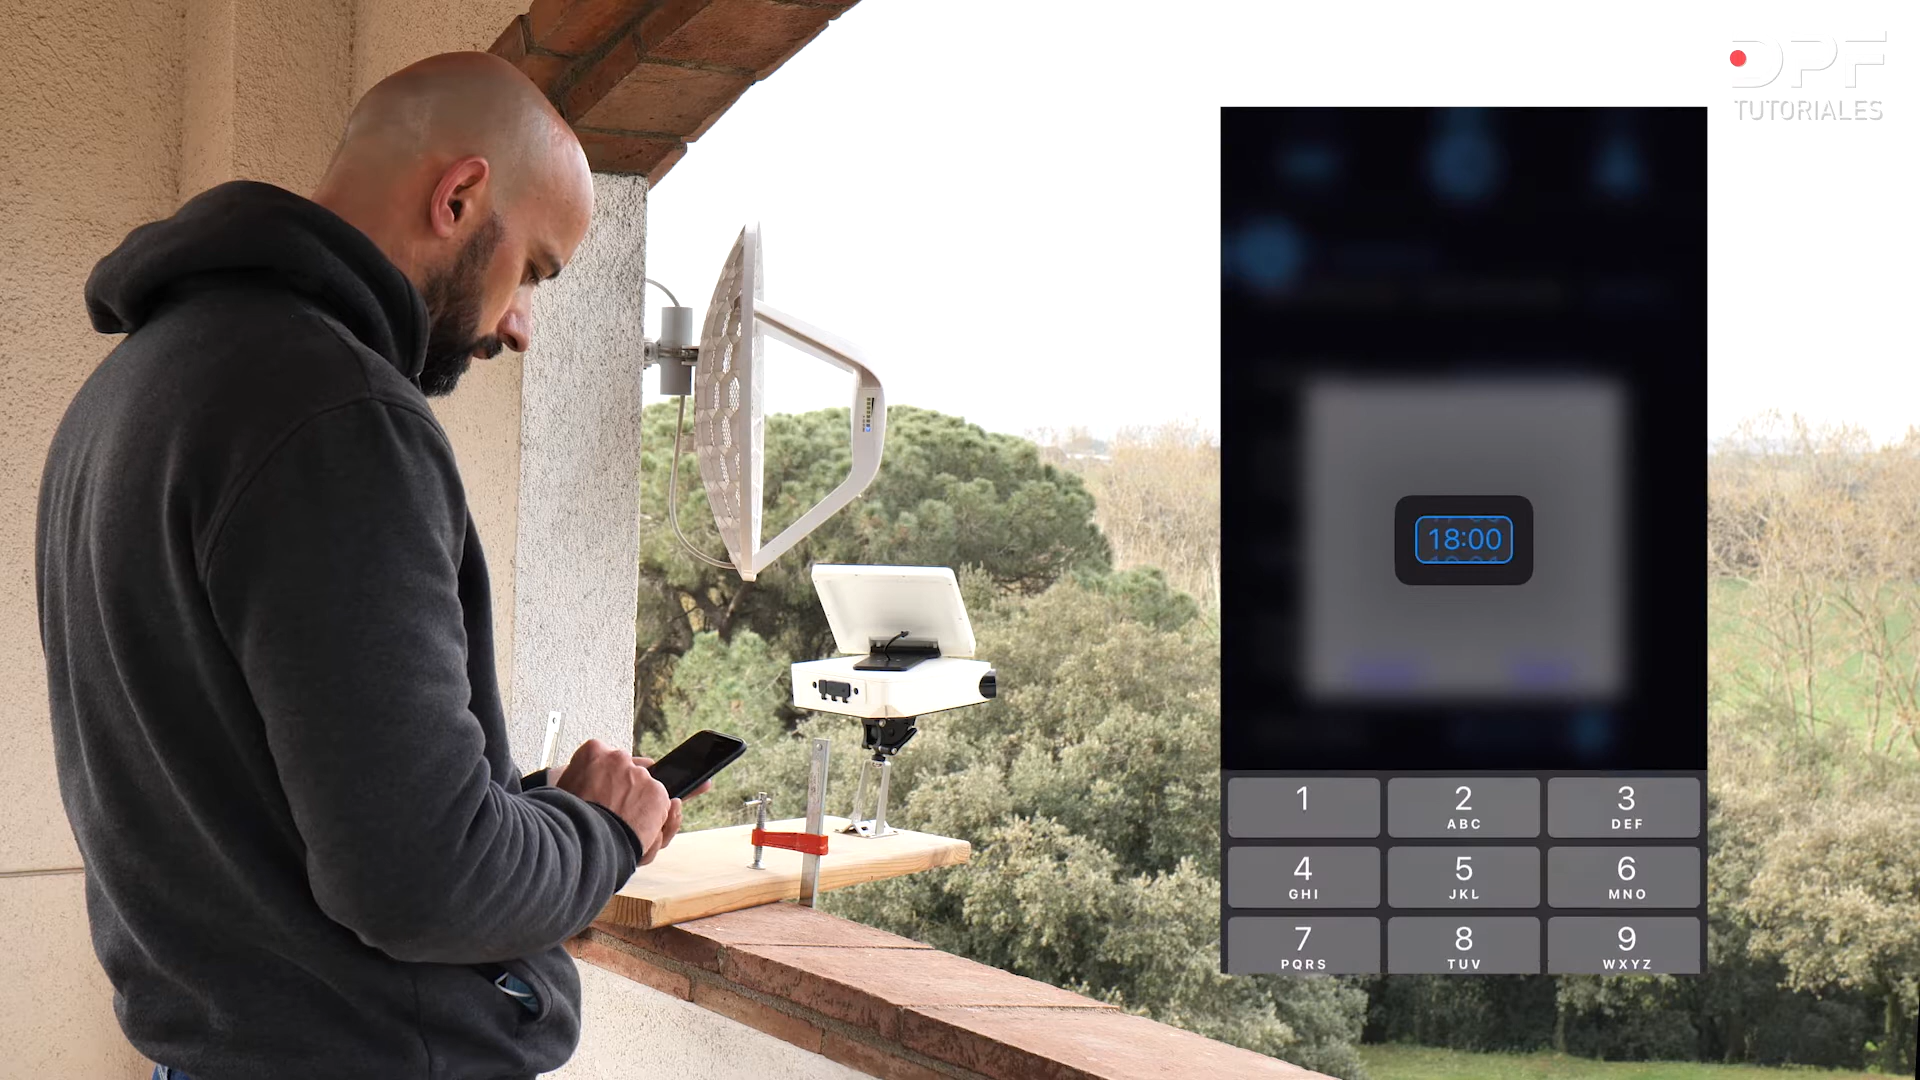 DPF
TUTORIALES
18:00
1
2
ABC
3
DEF
4
GHI
5
JKL
6
MNO
7
PQRS
8
TUV
9
WXYZ